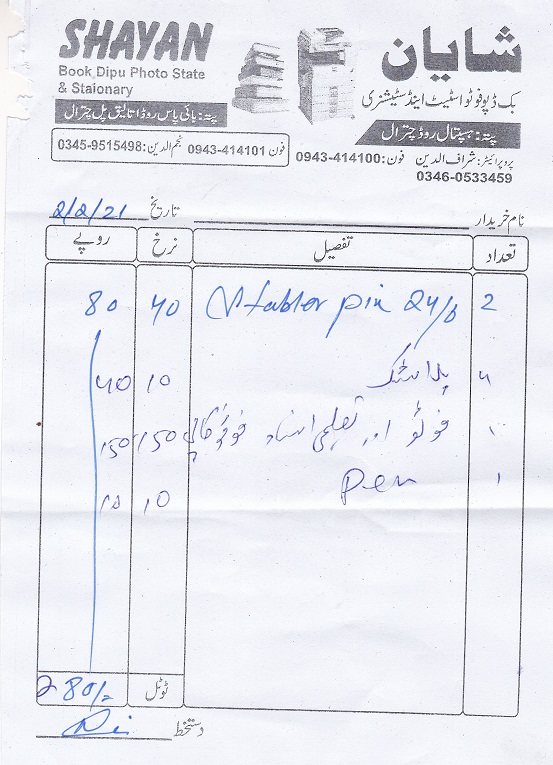 SHAYAN
Book Dipu Photo State
& Staionary
پتہ: بائی پاس روڈ اتالیق پل چترال
فون 0943-414101 نجم الدین: 0345-9515498
شایان
بک ڈپو فوٹو اسٹیٹ اینڈ سٹیشنری
پتہ: ہسپتال روڈ چترال
پروپرائیٹر: شراف الدین فون: 0943-414100
0346-0533459
نام خریدار
تاریخ 2/2/21
تعداد تفصیل نرخ روپے
2 Stabler pin 24/6 40 80
4 پلاسٹک 10 40
1 فوٹو اور تعلیمی اسناد فوٹو کاپی 150 150
1 Pen 10 10
ٹوٹل 280/=
دستخط